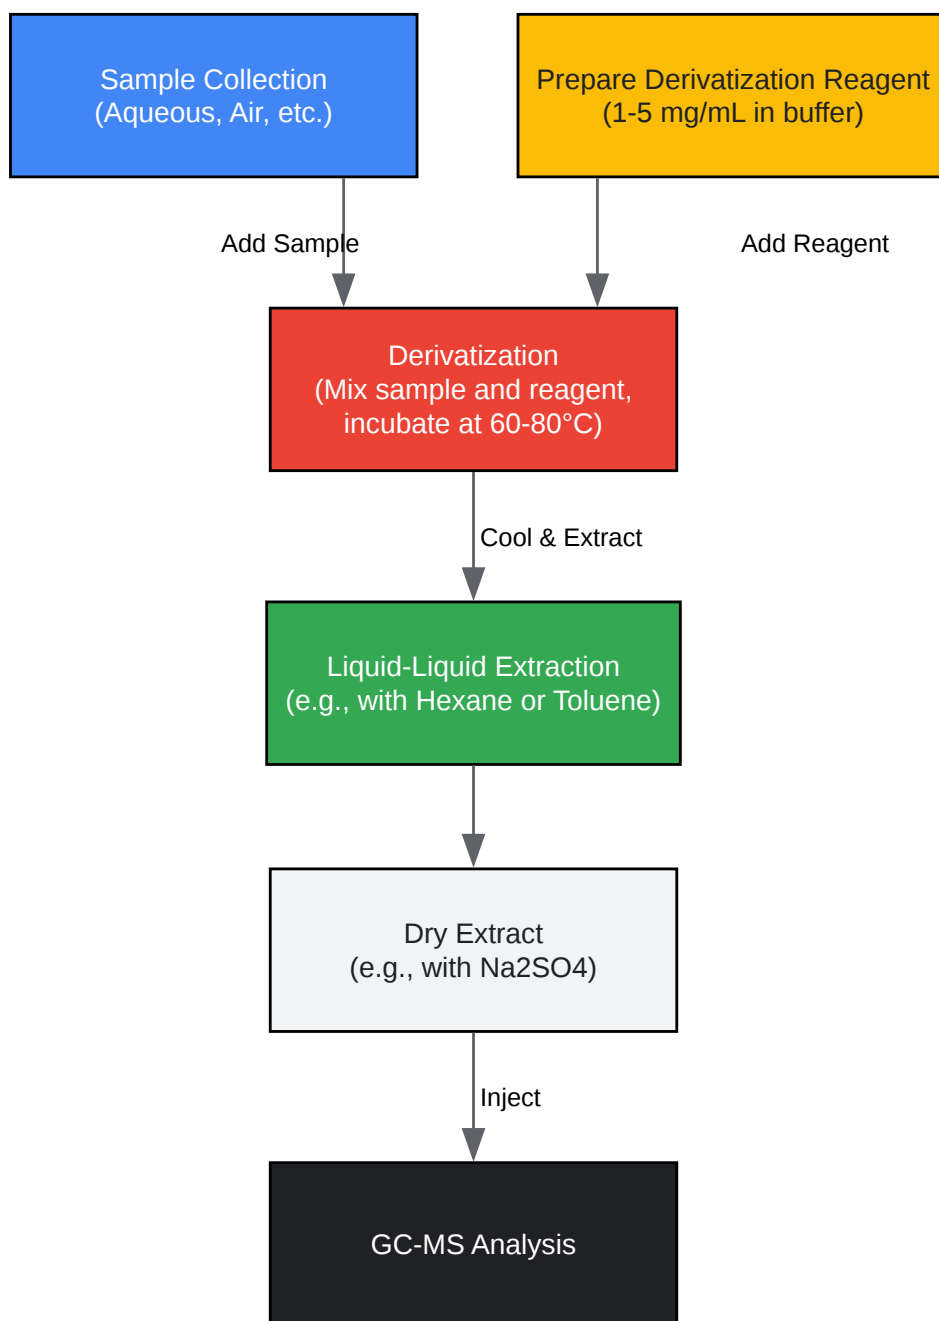 Sample Collection
(Aqueous, Air, etc.)
Prepare Derivatization Reagent
(1-5 mg/mL in buffer)
Add Sample
Add Reagent
Derivatization
(Mix sample and reagent,
incubate at 60-80°C)
Cool & Extract
Liquid-Liquid Extraction
(e.g., with Hexane or Toluene)
Dry Extract
(e.g., with Na2SO4)
Inject
GC-MS Analysis